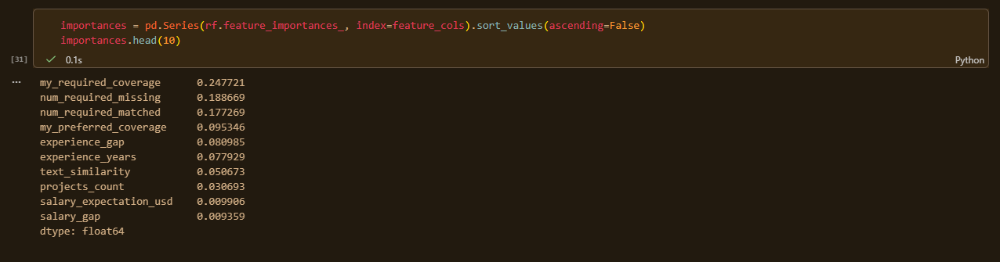 importances = pd.Series(rf.feature_importances_, index=feature_cols).sort_values(ascending=False)
importances.head(10)
[31] ✓ 0.1s Python
... my_required_coverage 0.247721
num_required_missing 0.188669
num_required_matched 0.177269
my_preferred_coverage 0.095346
experience_gap 0.080985
experience_years 0.077929
text_similarity 0.050673
projects_count 0.030693
salary_expectation_usd 0.009906
salary_gap 0.009359
dtype: float64